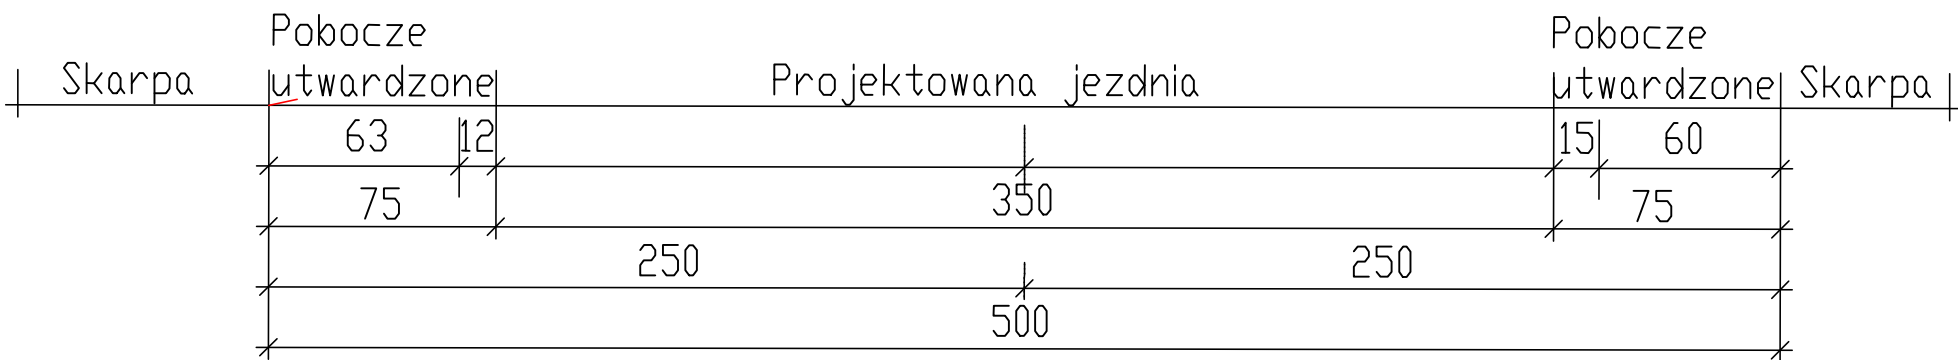 Pobocze
utwardzone
Pobocze
utwardzone
Skarpa
Projektowana jezdnia
Skarpa
63 12 15 60
75 350 75
250 250
500